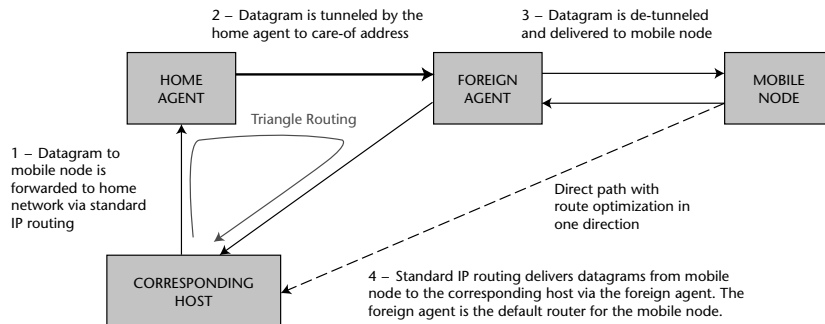 2 – Datagram is tunneled by the
home agent to care-of address
3 – Datagram is de-tunneled
and delivered to mobile node
HOME
AGENT
FOREIGN
AGENT
MOBILE
NODE
Triangle Routing
1 – Datagram to
mobile node is
forwarded to home
network via standard
IP routing
Direct path with
route optimization in
one direction
CORRESPONDING
HOST
4 – Standard IP routing delivers datagrams from mobile
node to the corresponding host via the foreign agent. The
foreign agent is the default router for the mobile node.